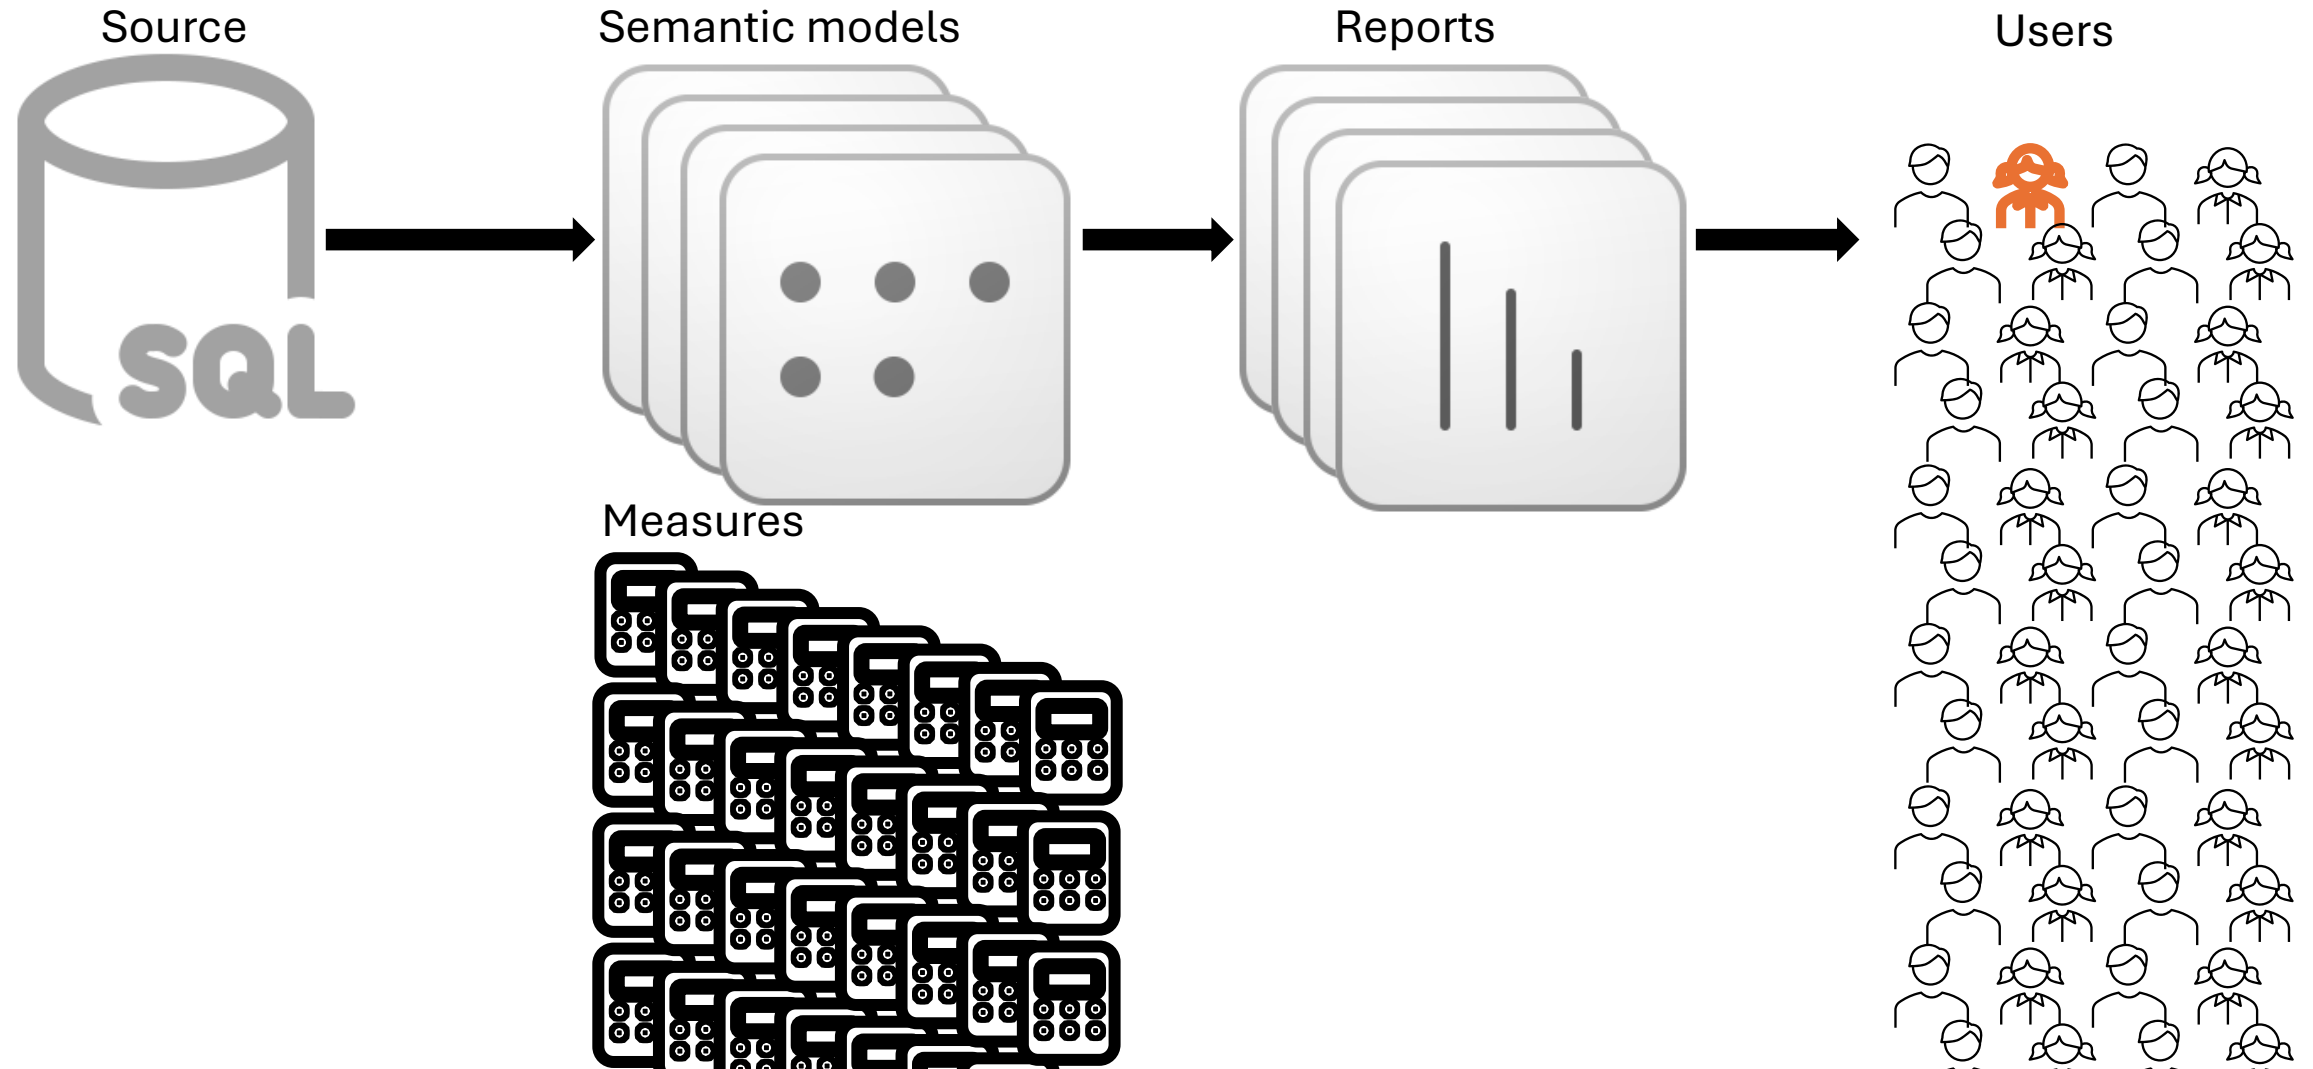 Source
Semantic models
Reports
Users
SQL
Measures